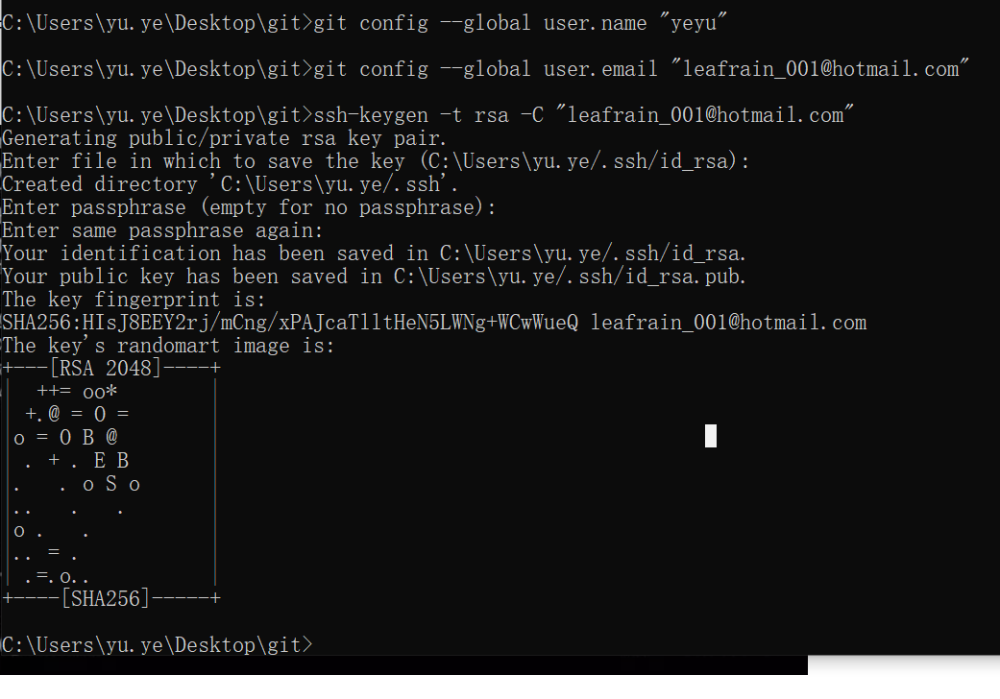 C:\Users\yu.ye\Desktop\git>git config --global user.name "yeyu"
C:\Users\yu.ye\Desktop\git>git config --global user.email "leafrain_001@hotmail.com"
C:\Users\yu.ye\Desktop\git>ssh-keygen -t rsa -C "leafrain_001@hotmail.com"
Generating public/private rsa key pair.
Enter file in which to save the key (C:\Users\yu.ye/.ssh/id_rsa):
Created directory 'C:\Users\yu.ye/.ssh'.
Enter passphrase (empty for no passphrase):
Enter same passphrase again:
Your identification has been saved in C:\Users\yu.ye/.ssh/id_rsa.
Your public key has been saved in C:\Users\yu.ye/.ssh/id_rsa.pub.
The key fingerprint is:
SHA256:HIsJ8EEY2rj/mCng/xPAJcaTlltHeN5LWNg+WCwWueQ leafrain_001@hotmail.com
The key's randomart image is:
+---[RSA 2048]----+
|  ++= oo*        |
| +.@ = O =       |
|o = O B @        |
| . + . E B       |
|.   . o S o      |
|..   .   .       |
|o .   .          |
|.. = .           |
| .=.o..          |
+----[SHA256]-----+
C:\Users\yu.ye\Desktop\git>